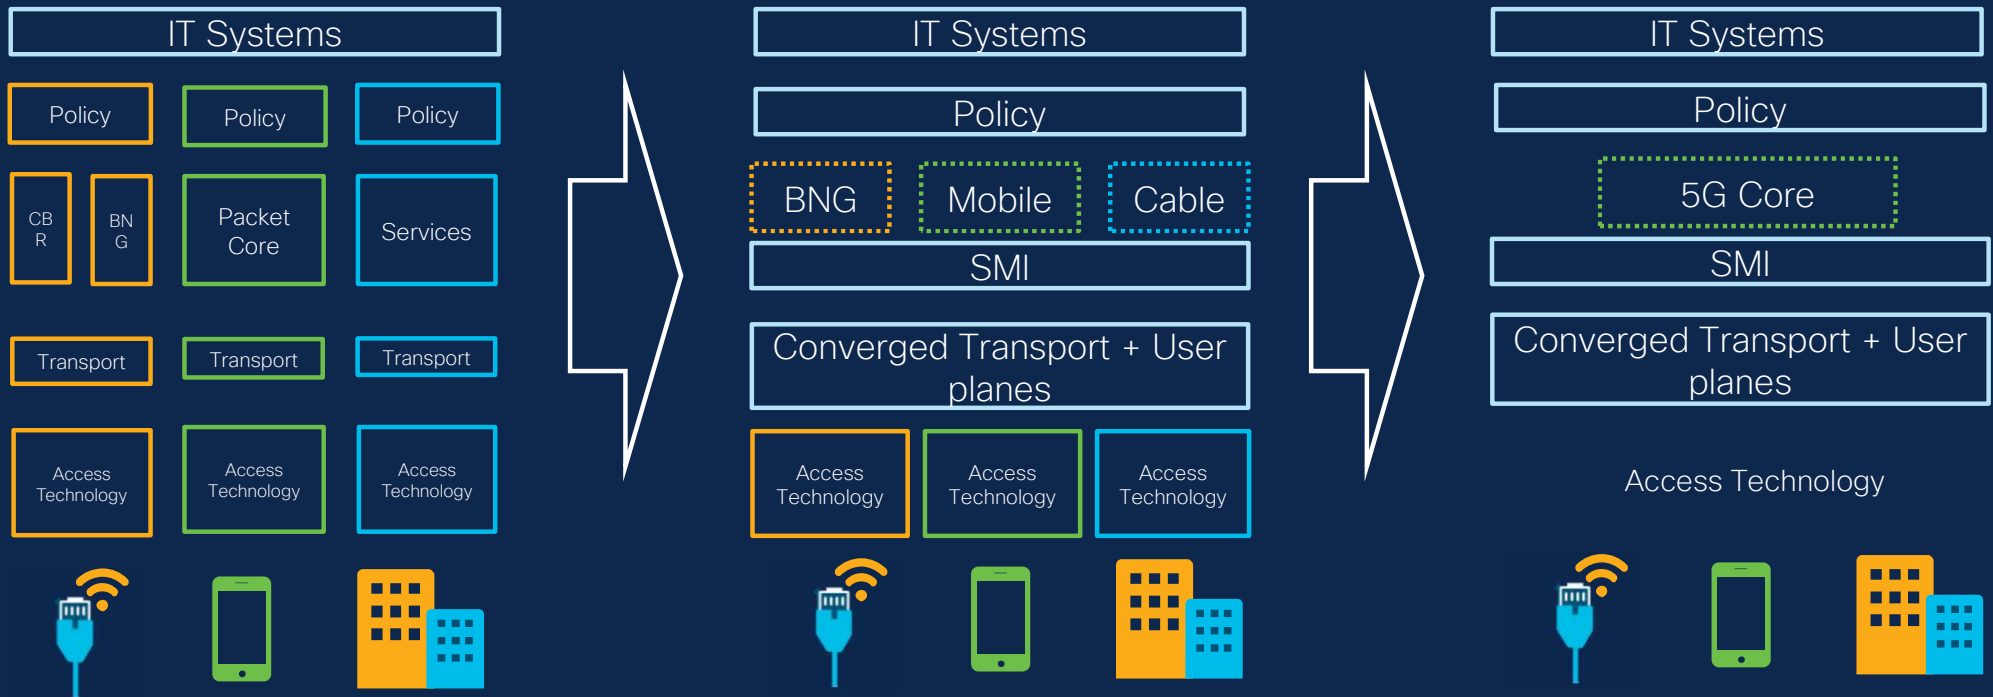 IT Systems
Policy
Policy
Policy
CB
R
BN
G
Packet
Core
Services
Transport
Transport
Transport
Access
Technology
Access
Technology
Access
Technology
IT Systems
Policy
BNG
Mobile
Cable
SMI
Converged Transport + User
planes
Access
Technology
Access
Technology
Access
Technology
IT Systems
Policy
5G Core
SMI
Converged Transport + User
planes
Access Technology